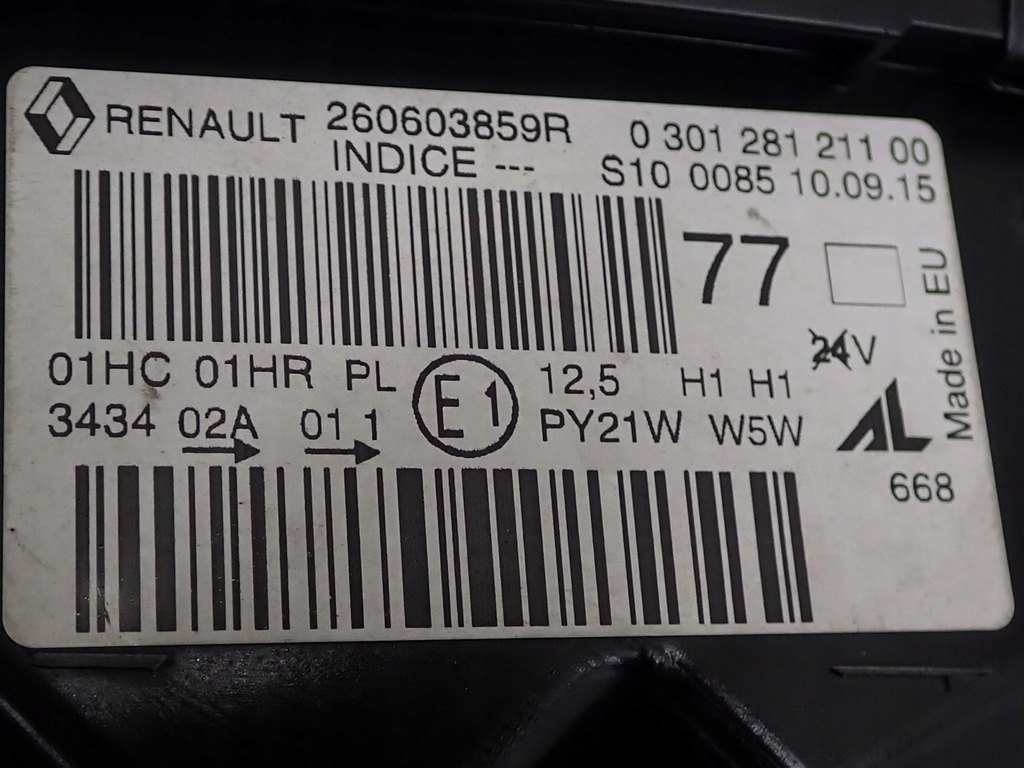 RENAULT 260603859R 0 301 281 211 00
INDICE --- S10 0085 10.09.15
77
24V
Made in EU
01HC 01HR PL E1 12,5 H1 H1
3434 02A 01 1 PY21W W5W
AL
668